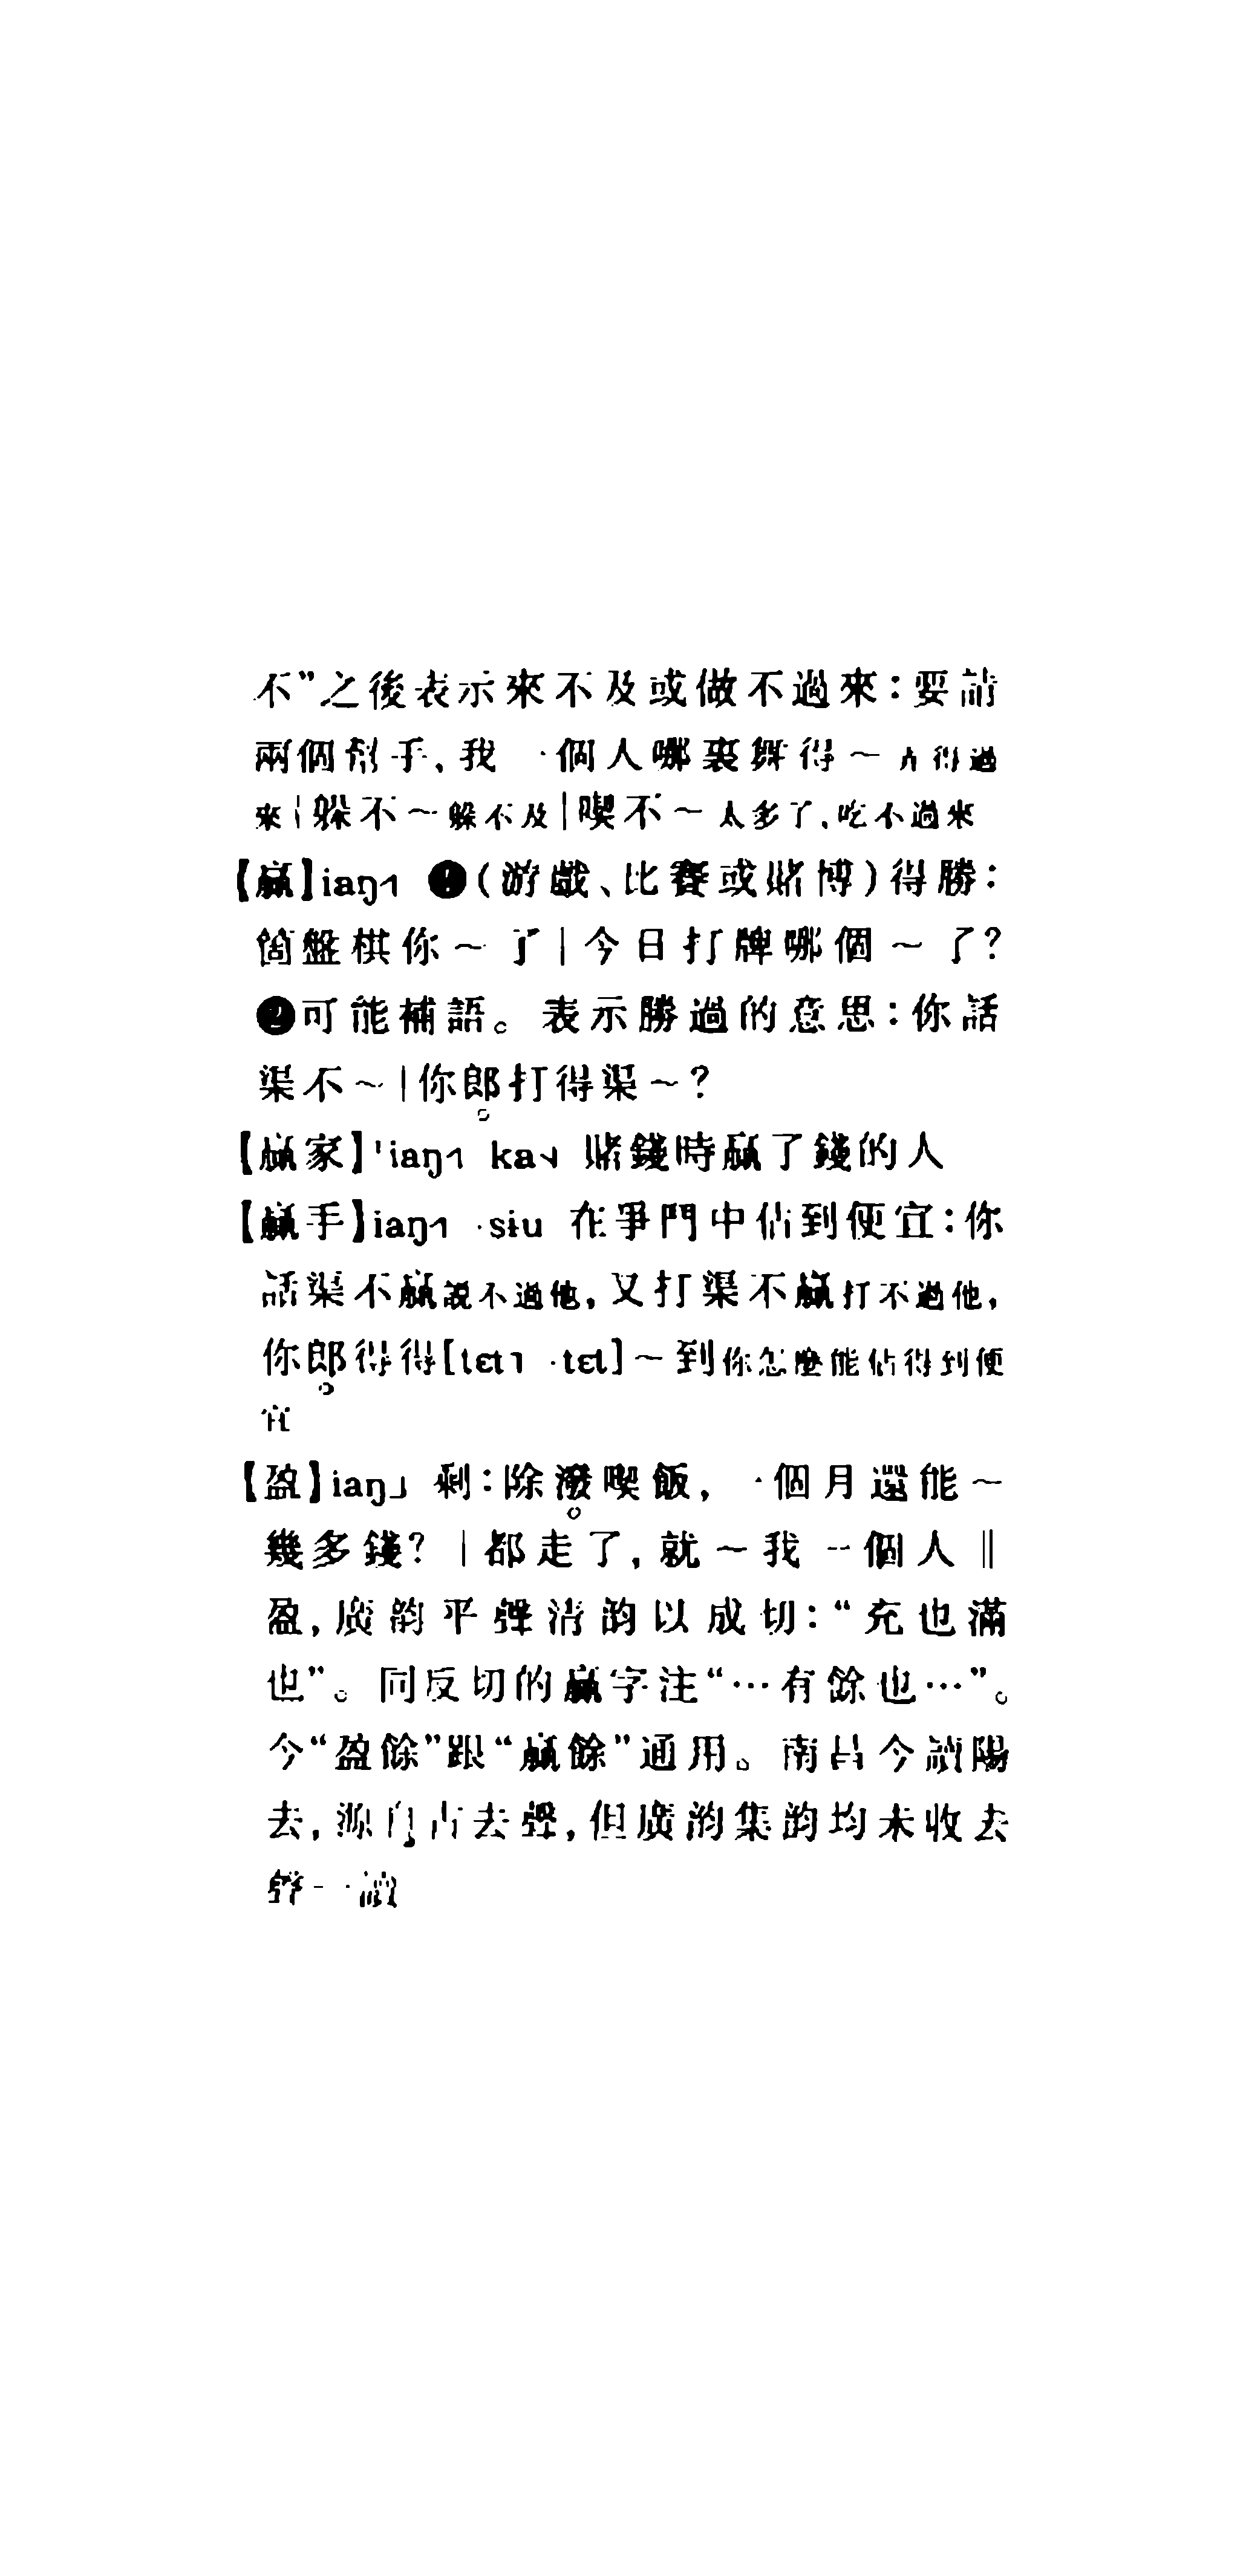 不”之後表示來不及或做不過來：要請
兩個幫手，我一個人哪裏舞得～弄得過
來｜躲不～躲不及｜喫不～太多了，吃不過來
【贏】iaŋ˧˥ ❶（游戲、比賽或賭博）得勝：
箇盤棋你～了｜今日打牌哪個～了？
❷可能補語。表示勝過的意思：你話
渠不～｜你郎打得渠～？
【贏家】iaŋ ka 賭錢時贏了錢的人
【贏手】iaŋ ·siu 在爭鬥中佔到便宜：你
話渠不贏說不過他，又打渠不贏打不過他，
你郎得得[tɛt ·tɛt]～到你怎麼能佔得到便
宜
【盈】iaŋ 剩：除潑喫飯，一個月還能～
幾多錢？｜都走了，就～我一個人‖
盈，廣韵平聲清韵以成切：“充也滿
也”。同反切的贏字注“…有餘也…”。
今“盈餘”跟“贏餘”通用。南昌今讀陽
去，源自古去聲，但廣韵集韵均未收去
聲一讀